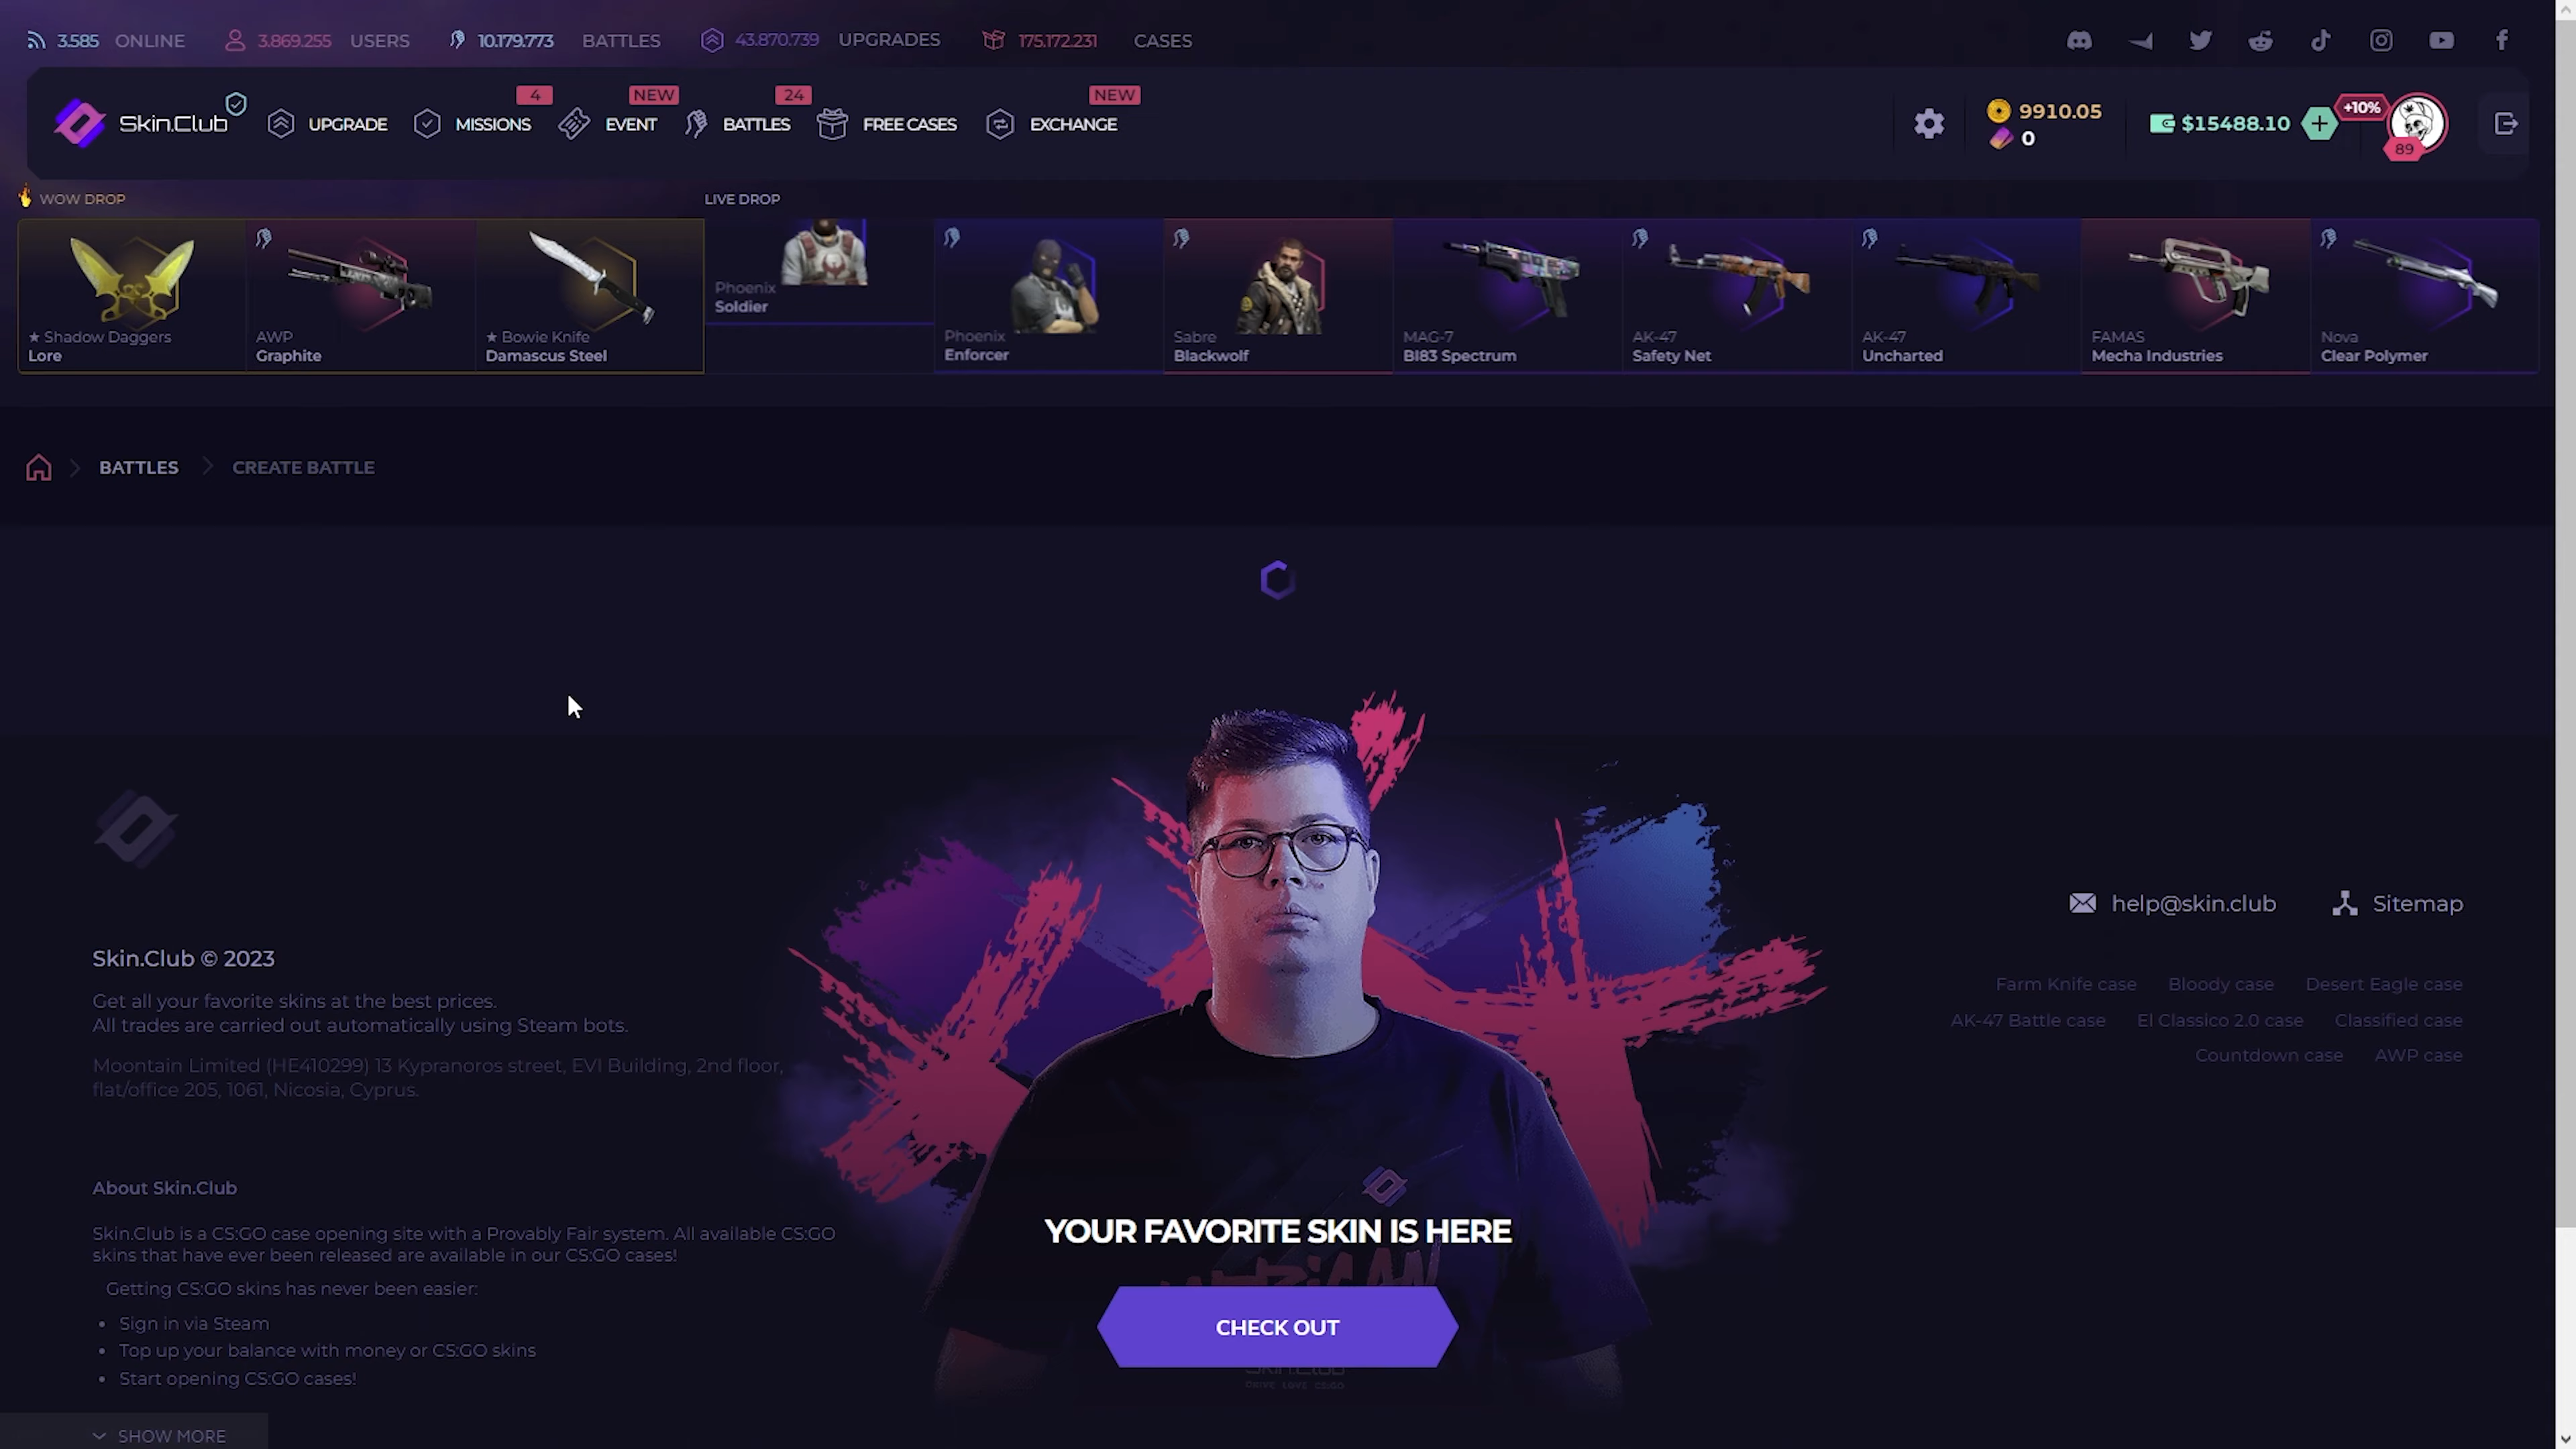 3.585 ONLINE 3.869.255 USERS 10.179.773 BATTLES 43.870.739 UPGRADES 175.172.231 CASES
Skin.Club UPGRADE MISSIONS 4 EVENT NEW BATTLES 24 FREE CASES EXCHANGE NEW
9910.05
0
$15488.10
+10%
89
WOW DROP
LIVE DROP
★ Shadow Daggers
Lore
AWP
Graphite
★ Bowie Knife
Damascus Steel
Phoenix
Soldier
Phoenix
Enforcer
Sabre
Blackwolf
MAG-7
BI83 Spectrum
AK-47
Safety Net
AK-47
Uncharted
FAMAS
Mecha Industries
Nova
Clear Polymer
BATTLES CREATE BATTLE
help@skin.club Sitemap
Skin.Club © 2023
Get all your favorite skins at the best prices.
All trades are carried out automatically using Steam bots.
Moontain Limited (HE410299) 13 Kypranoros street, EVI Building, 2nd floor,
flat/office 205, 1061, Nicosia, Cyprus.
Farm Knife case Bloody case Desert Eagle case
AK-47 Battle case El Classico 2.0 case Classified case
Countdown case AWP case
About Skin.Club
Skin.Club is a CS:GO case opening site with a Provably Fair system. All available CS:GO
skins that have ever been released are available in our CS:GO cases!
Getting CS:GO skins has never been easier:
• Sign in via Steam
• Top up your balance with money or CS:GO skins
• Start opening CS:GO cases!
SHOW MORE
YOUR FAVORITE SKIN IS HERE
CHECK OUT